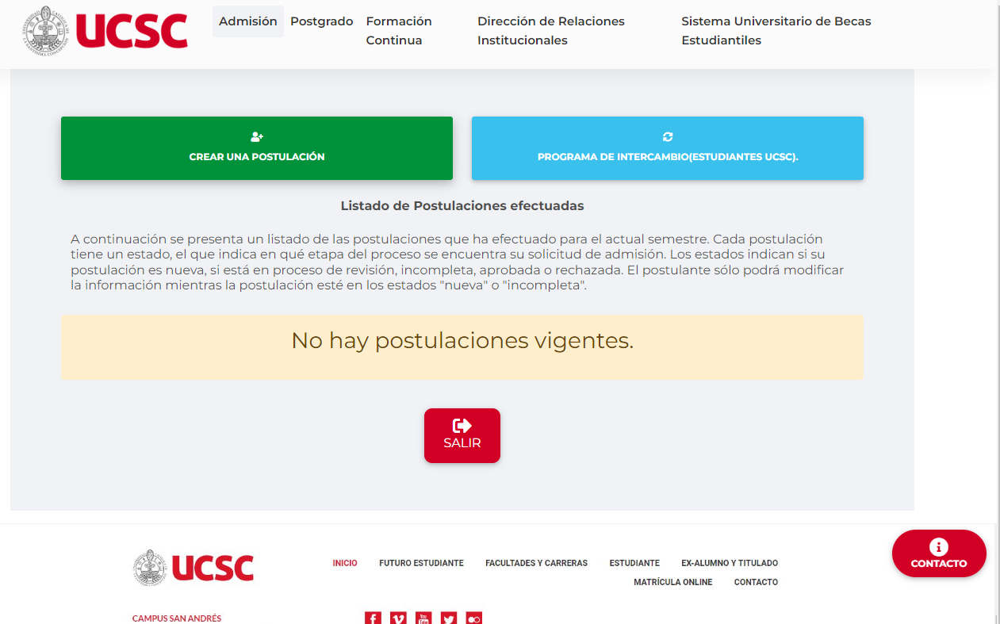 UCSC
Admisión
Postgrado
Formación
Continua
Dirección de Relaciones
Institucionales
Sistema Universitario de Becas
Estudiantiles
CREAR UNA POSTULACIÓN
PROGRAMA DE INTERCAMBIO(ESTUDIANTES UCSC).
Listado de Postulaciones efectuadas
A continuación se presenta un listado de las postulaciones que ha efectuado para el actual semestre. Cada postulación
tiene un estado, el que indica en qué etapa del proceso se encuentra su solicitud de admisión. Los estados indican si su
postulación es nueva, si está en proceso de revisión, incompleta, aprobada o rechazada. El postulante sólo podrá modificar
la información mientras la postulación esté en los estados "nueva" o "incompleta".
No hay postulaciones vigentes.
SALIR
CONTACTO
UCSC
INICIO
FUTURO ESTUDIANTE
FACULTADES Y CARRERAS
ESTUDIANTE
EX-ALUMNO Y TITULADO
MATRÍCULA ONLINE
CONTACTO
CAMPUS SAN ANDRÉS